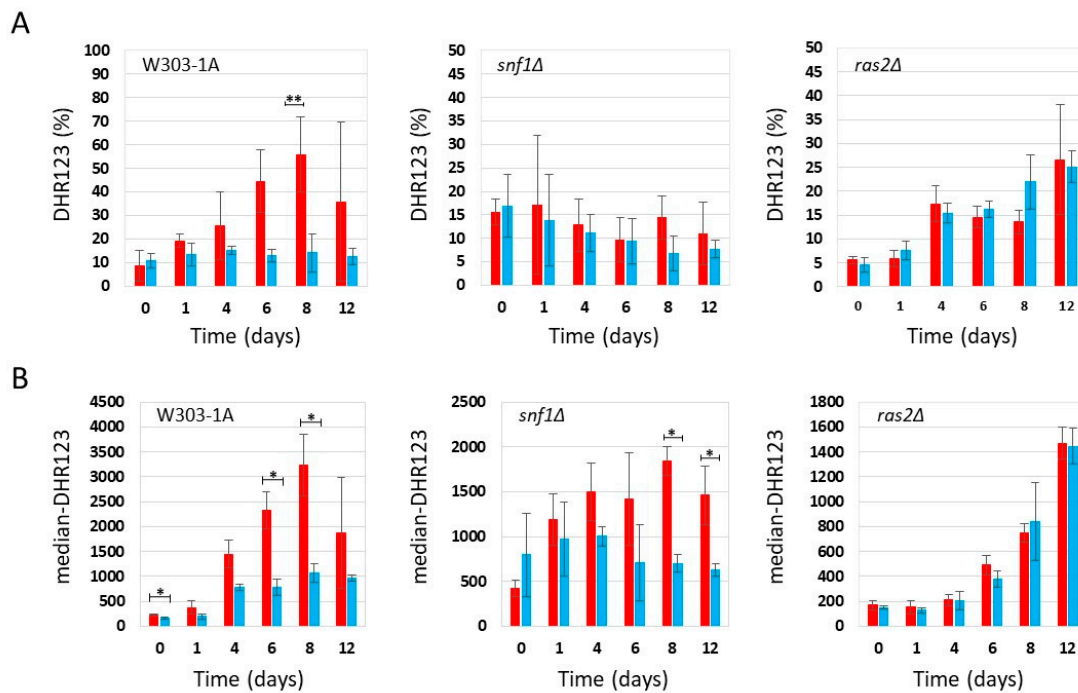 A
W303-1A
DHR123 (%)
100
90
80
70
60
50
40
30
20
10
0
**
0 1 4 6 8 12
Time (days)
snf1Δ
DHR123 (%)
50
45
40
35
30
25
20
15
10
5
0
0 1 4 6 8 12
Time (days)
ras2Δ
DHR123 (%)
50
45
40
35
30
25
20
15
10
5
0
0 1 4 6 8 12
Time (days)
B
W303-1A
median-DHR123
4500
4000
3500
3000
2500
2000
1500
1000
500
0
*
*
*
0 1 4 6 8 12
Time (days)
snf1Δ
median-DHR123
2500
2000
1500
1000
500
0
*
*
0 1 4 6 8 12
Time (days)
ras2Δ
median-DHR123
1800
1600
1400
1200
1000
800
600
400
200
0
0 1 4 6 8 12
Time (days)